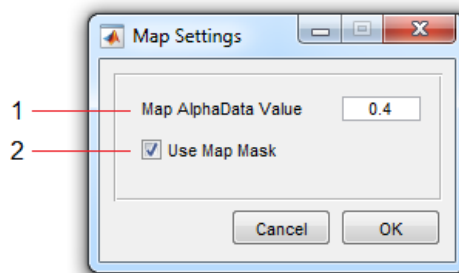 Map Settings
1 Map AlphaData Value 0.4
2 Use Map Mask
Cancel OK